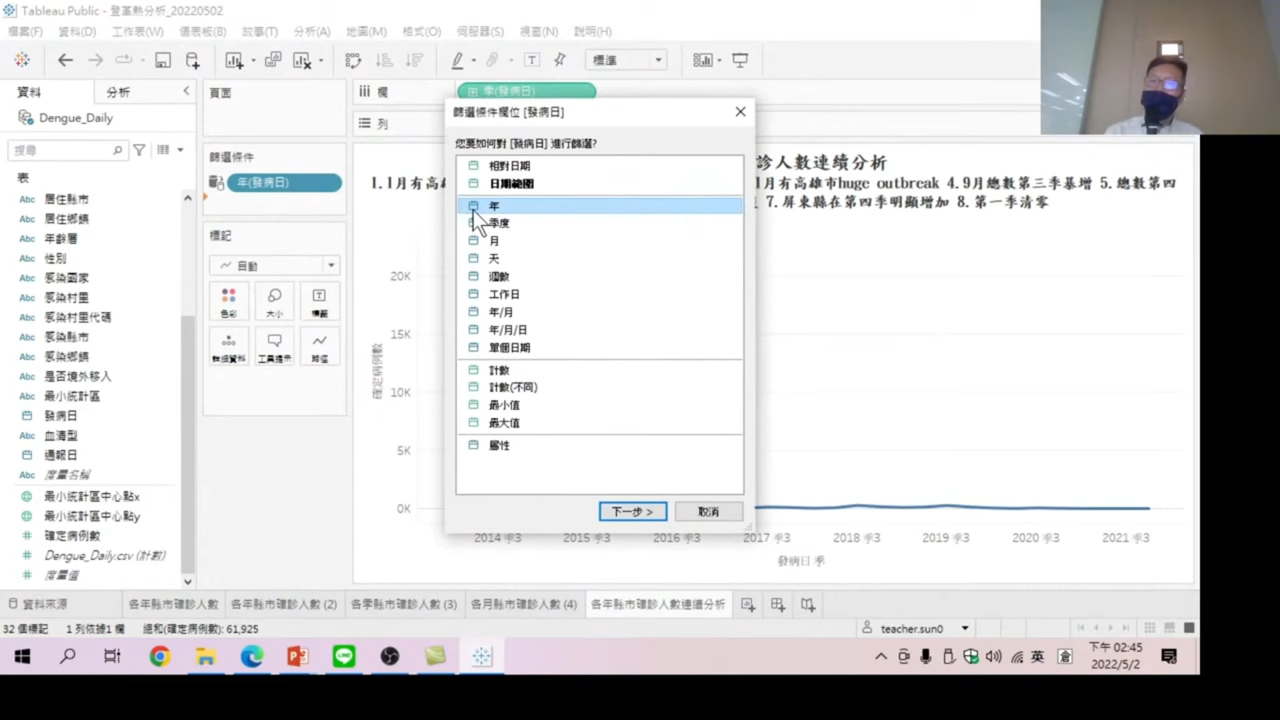 Tableau Public - 登革熱分析_20220502
檔案(F) 資料(D) 工作表(W) 儀表板(B) 故事(T) 分析(A) 地圖(M) 格式(O) 伺服器(S) 視窗(N) 說明(H)
標準
資料 分析
Dengue_Daily
搜尋
表
Abc 居住縣市
Abc 居住鄉鎮
Abc 年齡層
Abc 性別
Abc 感染國家
Abc 感染村里
Abc 感染村里代碼
Abc 感染縣市
Abc 感染鄉鎮
Abc 是否境外移入
Abc 最小統計區
發病日
Abc 血清型
通報日
Abc 度量名稱
最小統計區中心點x
最小統計區中心點y
# 確定病例數
# Dengue_Daily.csv (計數)
# 度量值
頁面
篩選條件
年(發病日)
標記
自動
色彩 大小 標籤
詳細資料 工具提示 路徑
欄 季(發病日)
列
篩選條件欄位 [發病日]
您要如何對 [發病日] 進行篩選?
相對日期
日期範圍
年
季度
月
天
週數
工作日
年/月
年/月/日
單個日期
計數
計數(不同)
最小值
最大值
屬性
下一步 > 取消
診人數連續分析
1.1月有高雄
1月有高雄市huge outbreak 4.9月總數第三季暴增 5.總數第四
7.屏東縣在第四季明顯增加 8.第一季清零
確定病例數
20K
15K
10K
5K
0K
2014 季3 2015 季3 2016 季3 2017 季3 2018 季3 2019 季3 2020 季3 2021 季3
發病日 季
資料來源 各年縣市確診人數 各年縣市確診人數 (2) 各季縣市確診人數 (3) 各月縣市確診人數 (4) 各年縣市確診人數連續分析
32 個標記 1 列依據1 欄 總和(確定病例數): 61,925 teacher.sun0
英 下午 02:45
2022/5/2